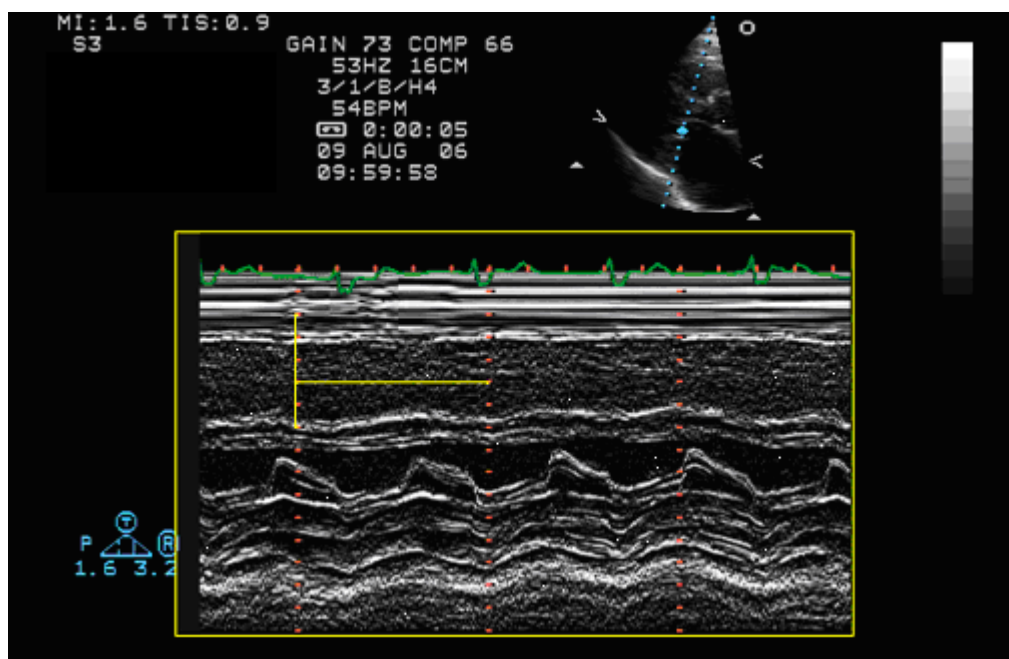 MI:1.6 TIS:0.9
S3
GAIN 73 COMP 66
53HZ 16CM
3/1/B/H4
54BPM
0:00:05
09 AUG 06
09:59:58
V
T
P R
1.6 3.2